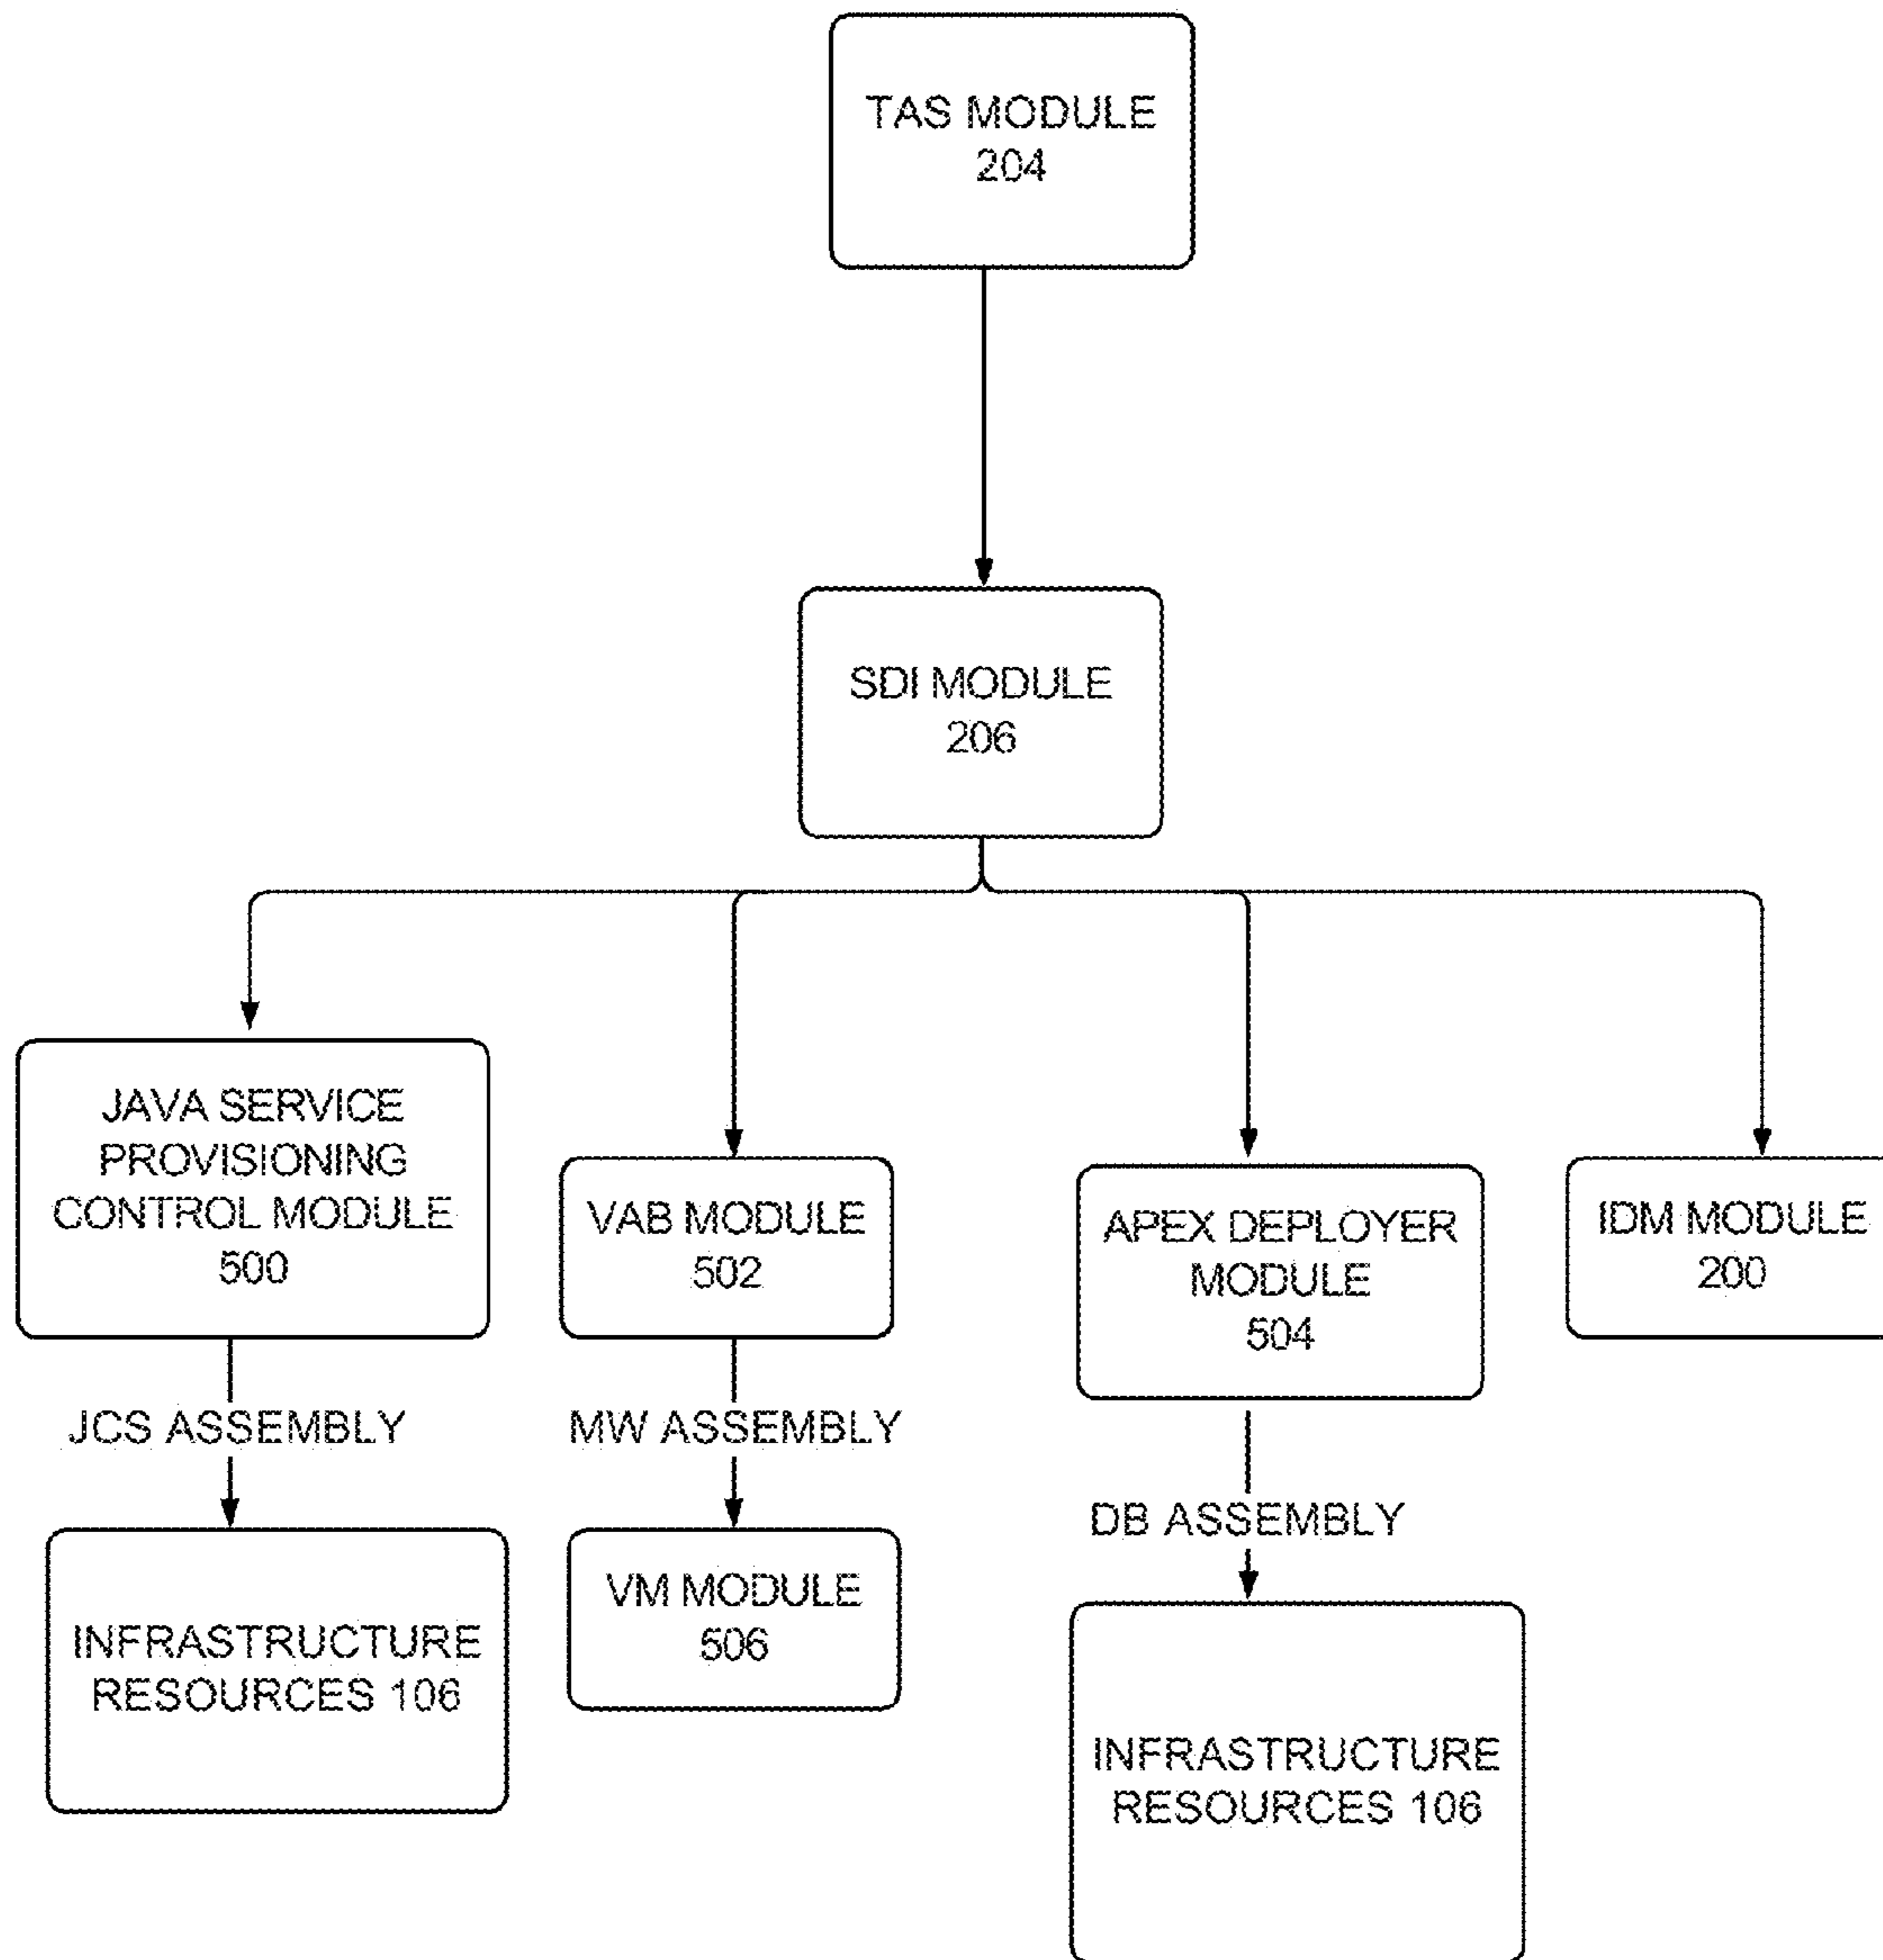 TAS MODULE
204
SDI MODULE
206
JAVA SERVICE
PROVISIONING
CONTROL MODULE
500
VAB MODULE
502
APEX DEPLOYER
MODULE
504
IDM MODULE
200
JCS ASSEMBLY
MW ASSEMBLY
DB ASSEMBLY
INFRASTRUCTURE
RESOURCES 106
VM MODULE
506
INFRASTRUCTURE
RESOURCES 106